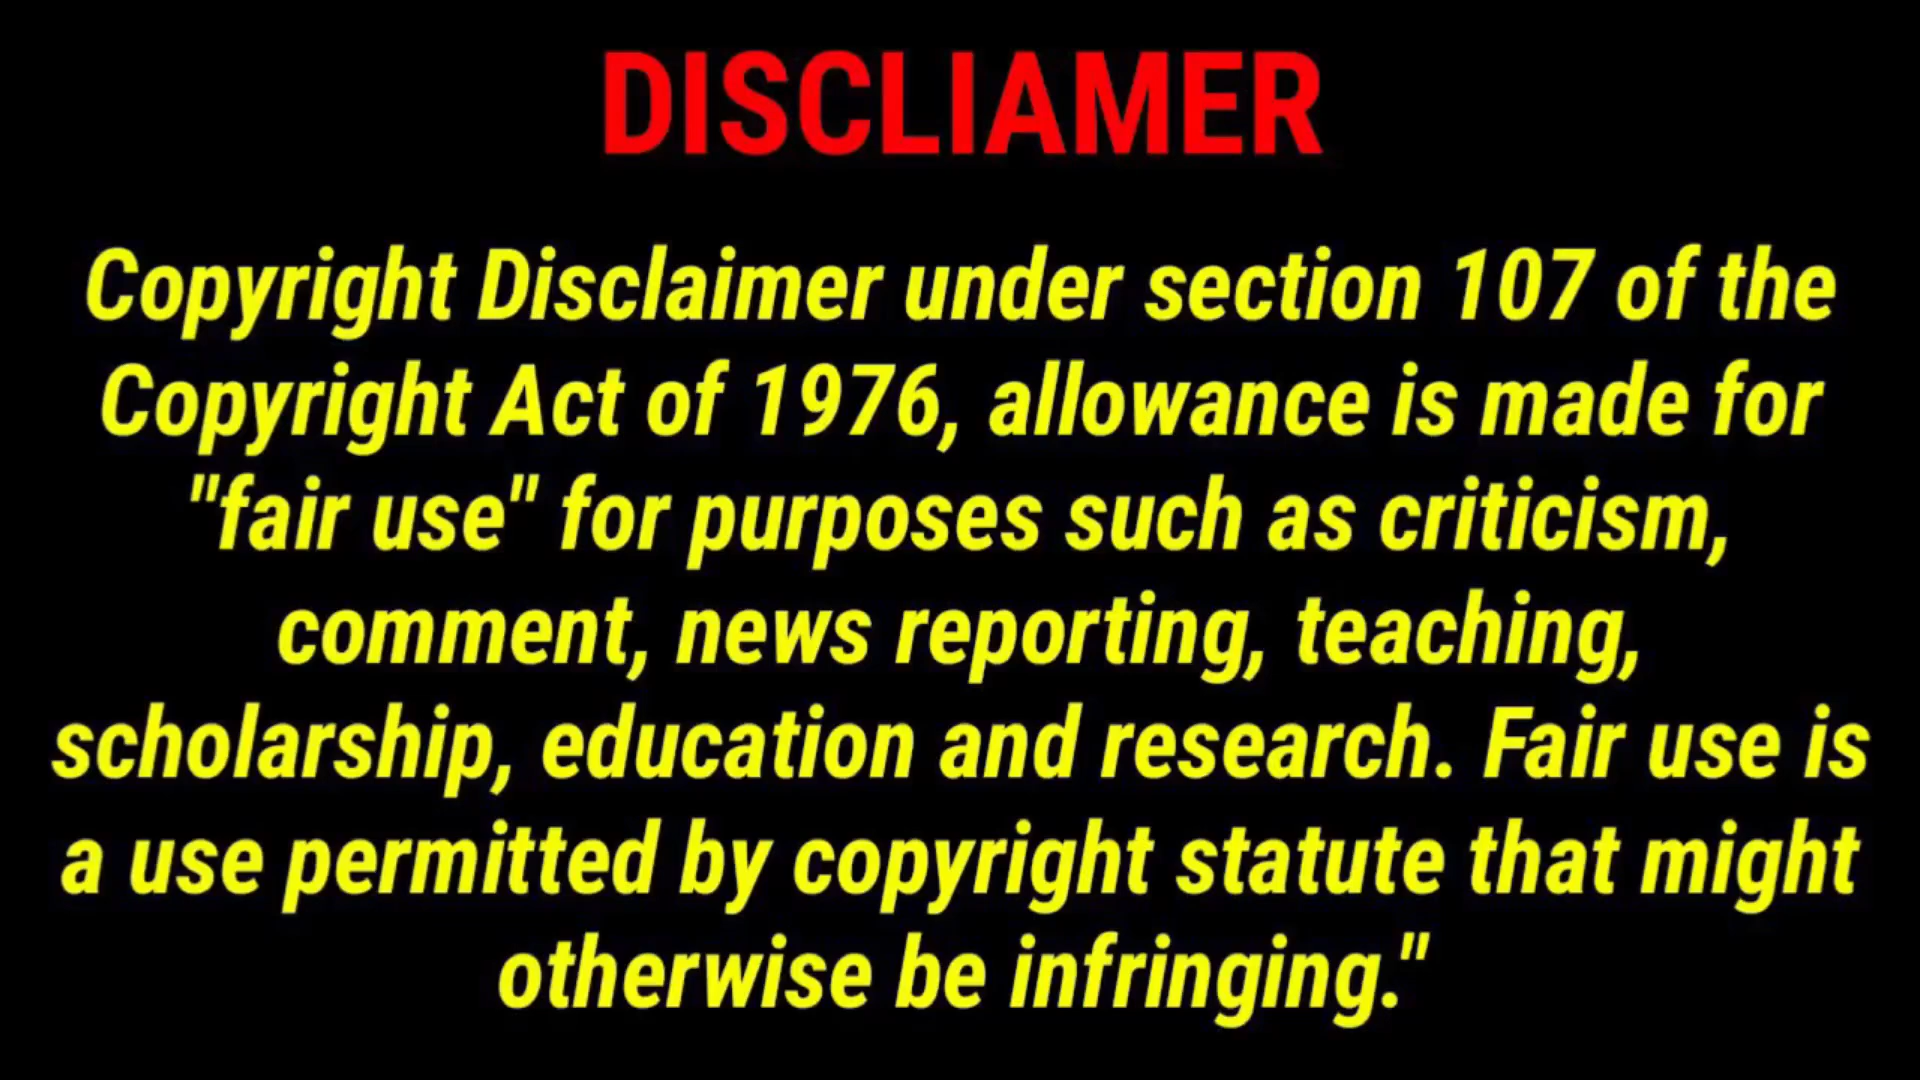 DISCLIAMER
Copyright Disclaimer under section 107 of the
Copyright Act of 1976, allowance is made for
"fair use" for purposes such as criticism,
comment, news reporting, teaching,
scholarship, education and research. Fair use is
a use permitted by copyright statute that might
otherwise be infringing."